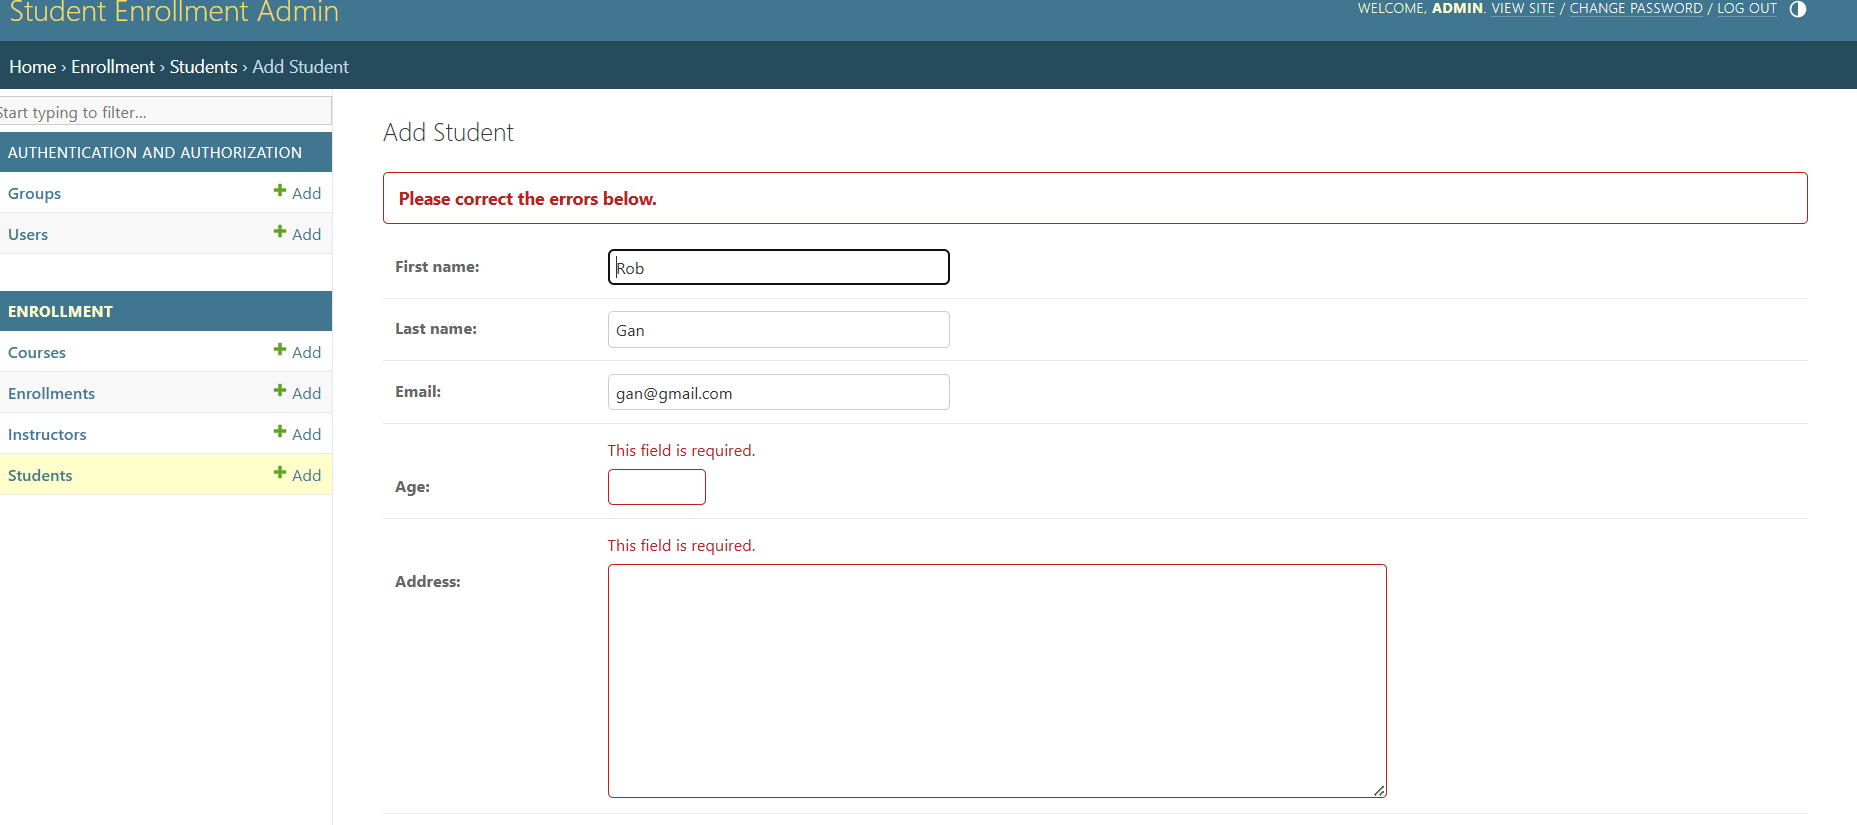 Student Enrollment Admin
WELCOME, ADMIN. VIEW SITE / CHANGE PASSWORD / LOG OUT
Home › Enrollment › Students › Add Student
Start typing to filter...
AUTHENTICATION AND AUTHORIZATION
Groups + Add
Users + Add
ENROLLMENT
Courses + Add
Enrollments + Add
Instructors + Add
Students + Add
Add Student
Please correct the errors below.
First name: Rob
Last name: Gan
Email: gan@gmail.com
This field is required.
Age:
This field is required.
Address: